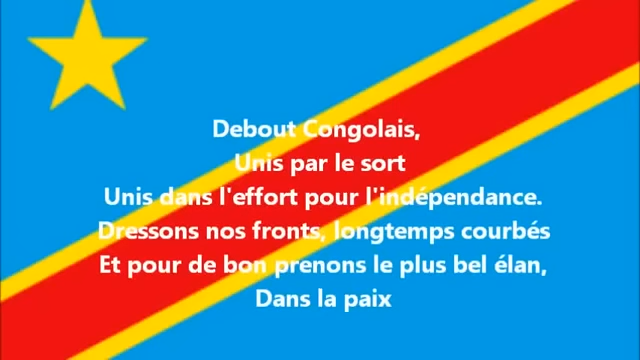 Debout Congolais,
Unis par le sort
Unis dans l'effort pour l'indépendance.
Dressons nos fronts, longtemps courbés
Et pour de bon prenons le plus bel élan,
Dans la paix